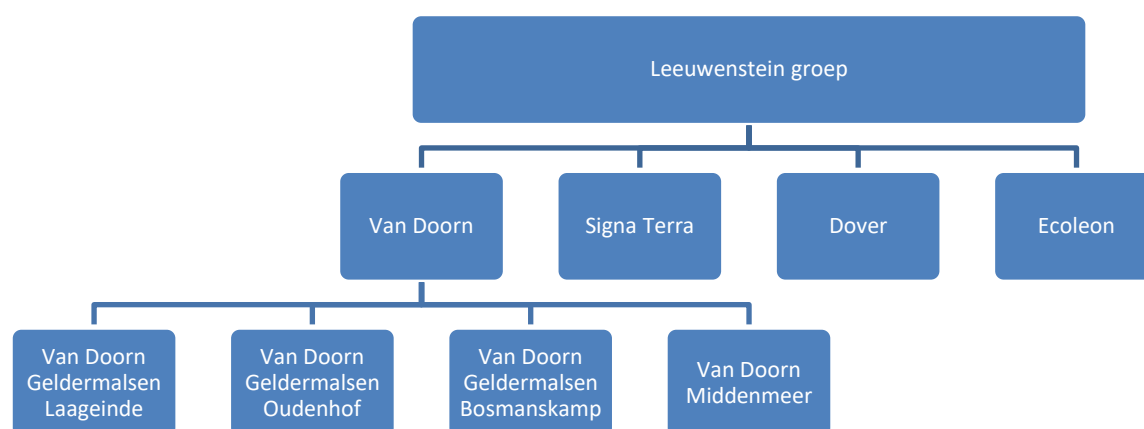 Leeuwenstein groep
Van Doorn
Signa Terra
Dover
Ecoleon
Van Doorn
Geldermalsen
Laageinde
Van Doorn
Geldermalsen
Oudenhof
Van Doorn
Geldermalsen
Bosmanskamp
Van Doorn
Middenmeer